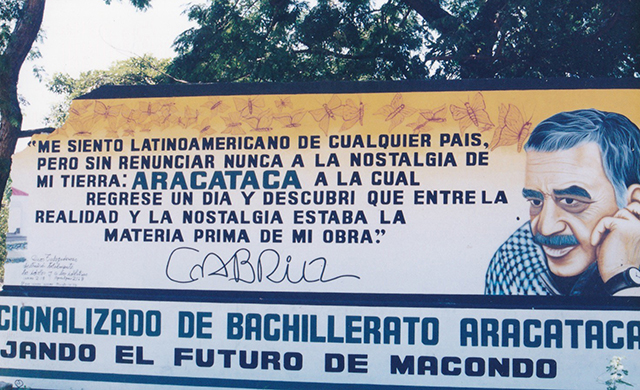 "ME SIENTO LATINOAMERICANO DE CUALQUIER PAIS,
PERO SIN RENUNCIAR NUNCA A LA NOSTALGIA DE
MI TIERRA: ARACATACA A LA CUAL
REGRESE UN DIA Y DESCUBRI QUE ENTRE LA
REALIDAD Y LA NOSTALGIA ESTABA LA
MATERIA PRIMA DE MI OBRA."
CIONALIZADO DE BACHILLERATO ARACATACA
JANDO EL FUTURO DE MACONDO